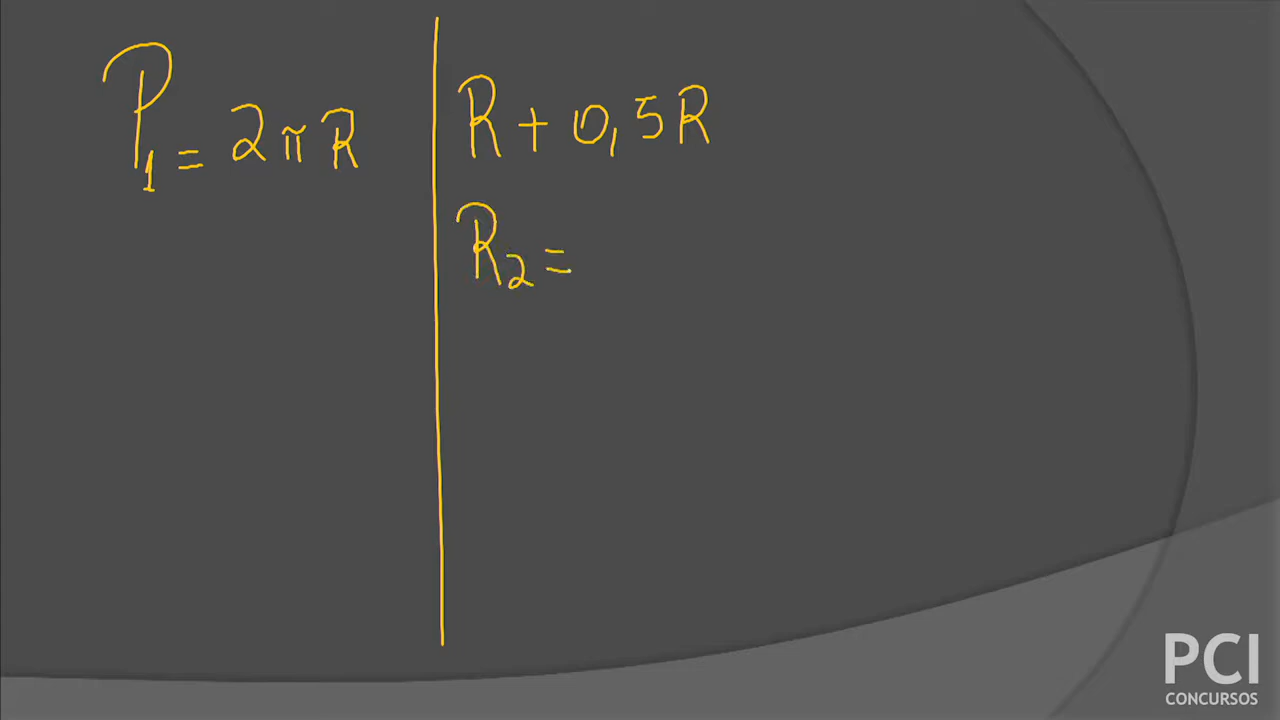 P₁ = 2πR
R + 0,5R
R₂ =
PCI
CONCURSOS